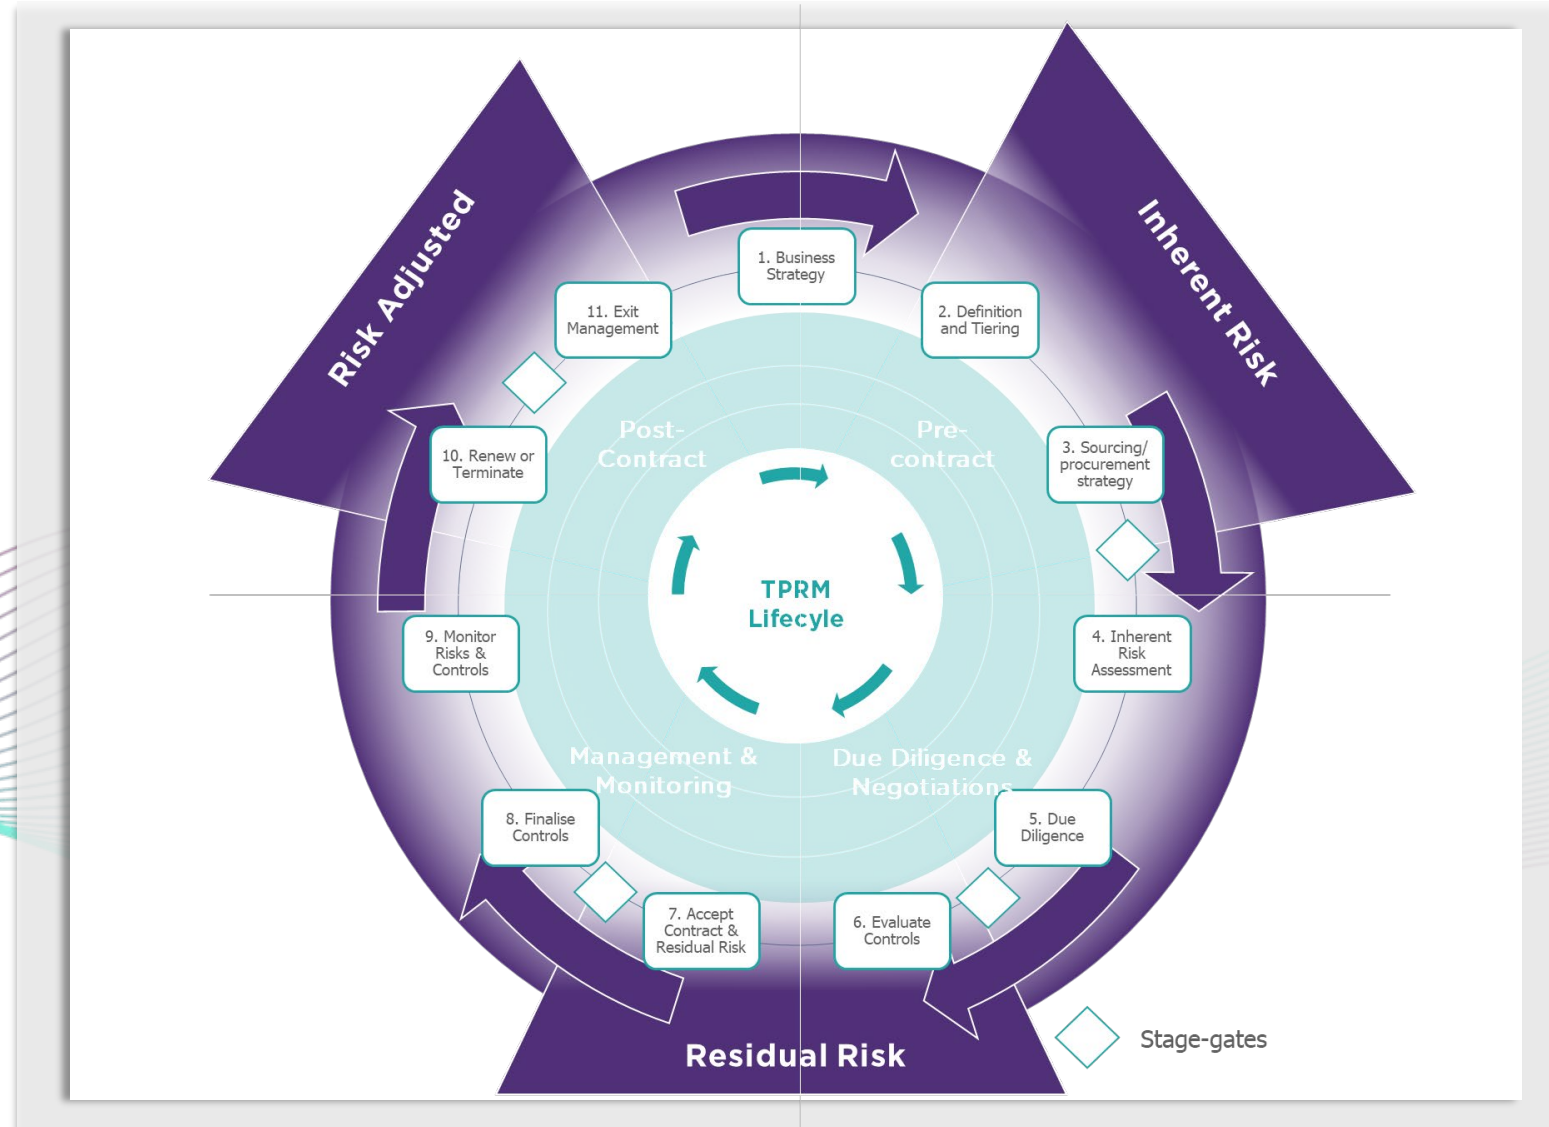 Risk Adjusted
Inherent Risk
1. Business
Strategy
2. Definition
and Tiering
3. Sourcing/
procurement
strategy
4. Inherent
Risk
Assessment
5. Due
Diligence
6. Evaluate
Controls
7. Accept
Contract &
Residual Risk
8. Finalise
Controls
9. Monitor
Risks &
Controls
10. Renew or
Terminate
11. Exit
Management
Post-
Contract
Pre-
contract
TPRM
Lifecyle
Management &
Monitoring
Due Diligence &
Negotiations
Residual Risk
Stage-gates